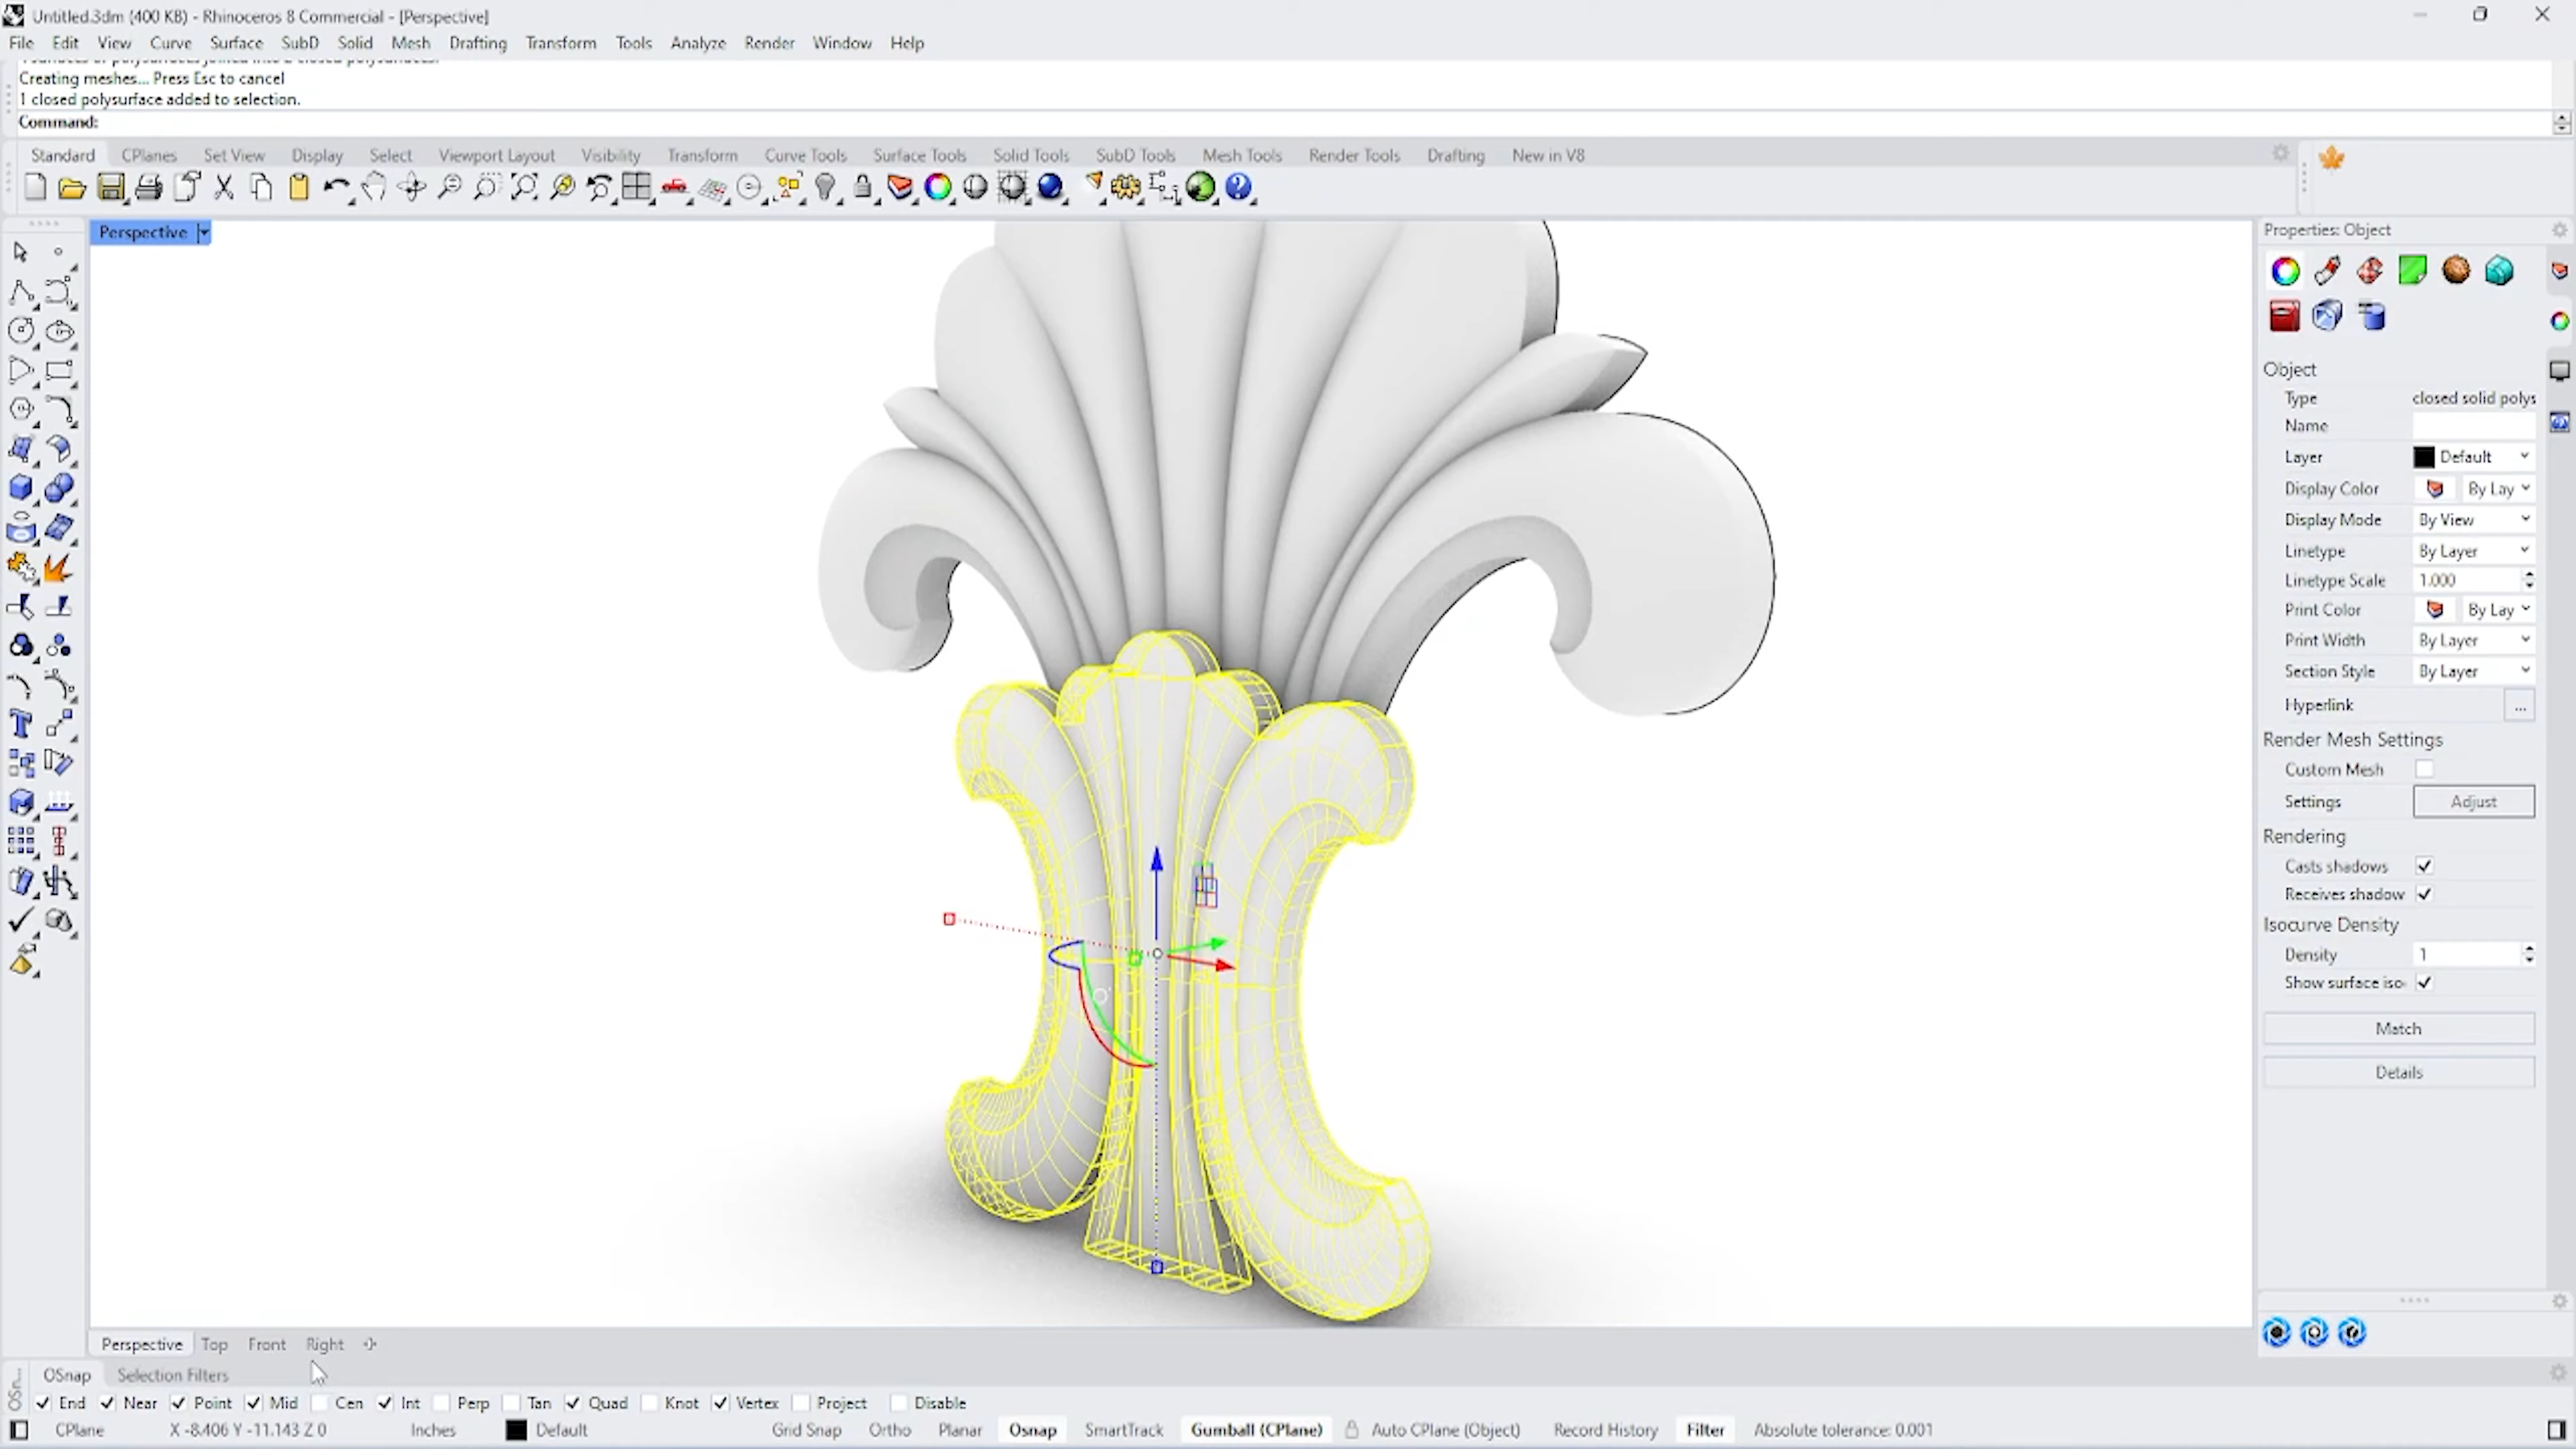 Untitled.3dm (400 KB) - Rhinoceros 8 Commercial - [Perspective]
File Edit View Curve Surface SubD Solid Mesh Drafting Transform Tools Analyze Render Window Help
Creating meshes... Press Esc to cancel
1 closed polysurface added to selection.
Command:
Standard CPlanes Set View Display Select Viewport Layout Visibility Transform Curve Tools Surface Tools Solid Tools SubD Tools Mesh Tools Render Tools Drafting New in V8
Perspective
Properties: Object
Object
Type closed solid polys
Name
Layer Default
Display Color By Lay
Display Mode By View
Linetype By Layer
Linetype Scale 1.000
Print Color By Lay
Print Width By Layer
Section Style By Layer
Hyperlink ...
Render Mesh Settings
Custom Mesh
Settings Adjust
Rendering
Casts shadows
Receives shadow
Isocurve Density
Density 1
Show surface iso
Match
Details
Perspective Top Front Right
OSnap Selection Filters
End Near Point Mid Cen Int Perp Tan Quad Knot Vertex Project Disable
CPlane X -8.406 Y -11.143 Z 0 Inches Default Grid Snap Ortho Planar Osnap SmartTrack Gumball (CPlane) Auto CPlane (Object) Record History Filter Absolute tolerance: 0.001